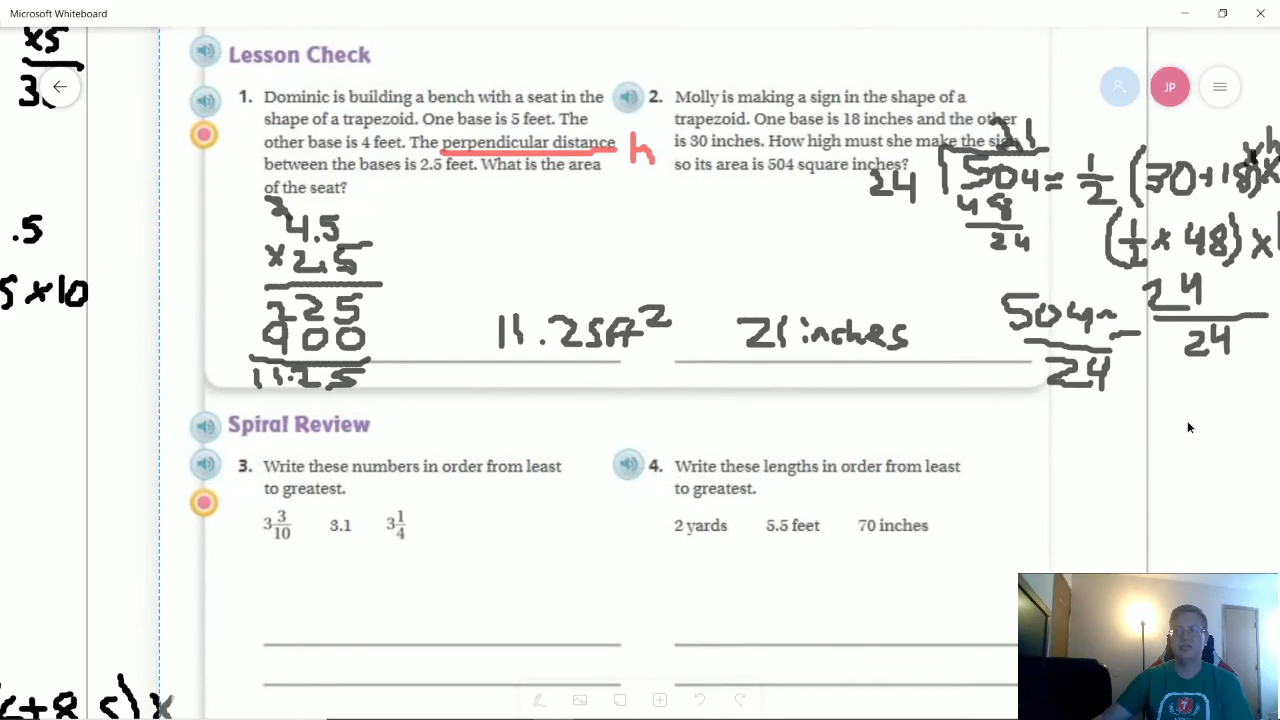 Microsoft Whiteboard
x5
.5
5 x 10
Lesson Check
1. Dominic is building a bench with a seat in the
shape of a trapezoid. One base is 5 feet. The
other base is 4 feet. The perpendicular distance
between the bases is 2.5 feet. What is the area
of the seat?
h
4.5
x 2.5
225
900
11.25
11.25ft²
2. Molly is making a sign in the shape of a
trapezoid. One base is 18 inches and the other
is 30 inches. How high must she make the sign
so its area is 504 square inches?
JP
21
24 504 = 1/2 (30+18)x
48
24
(1/2 x 48) x
24
24
504
24
21 inches
Spiral Review
3. Write these numbers in order from least
to greatest.
3 3/10 3.1 3 1/4
4. Write these lengths in order from least
to greatest.
2 yards 5.5 feet 70 inches